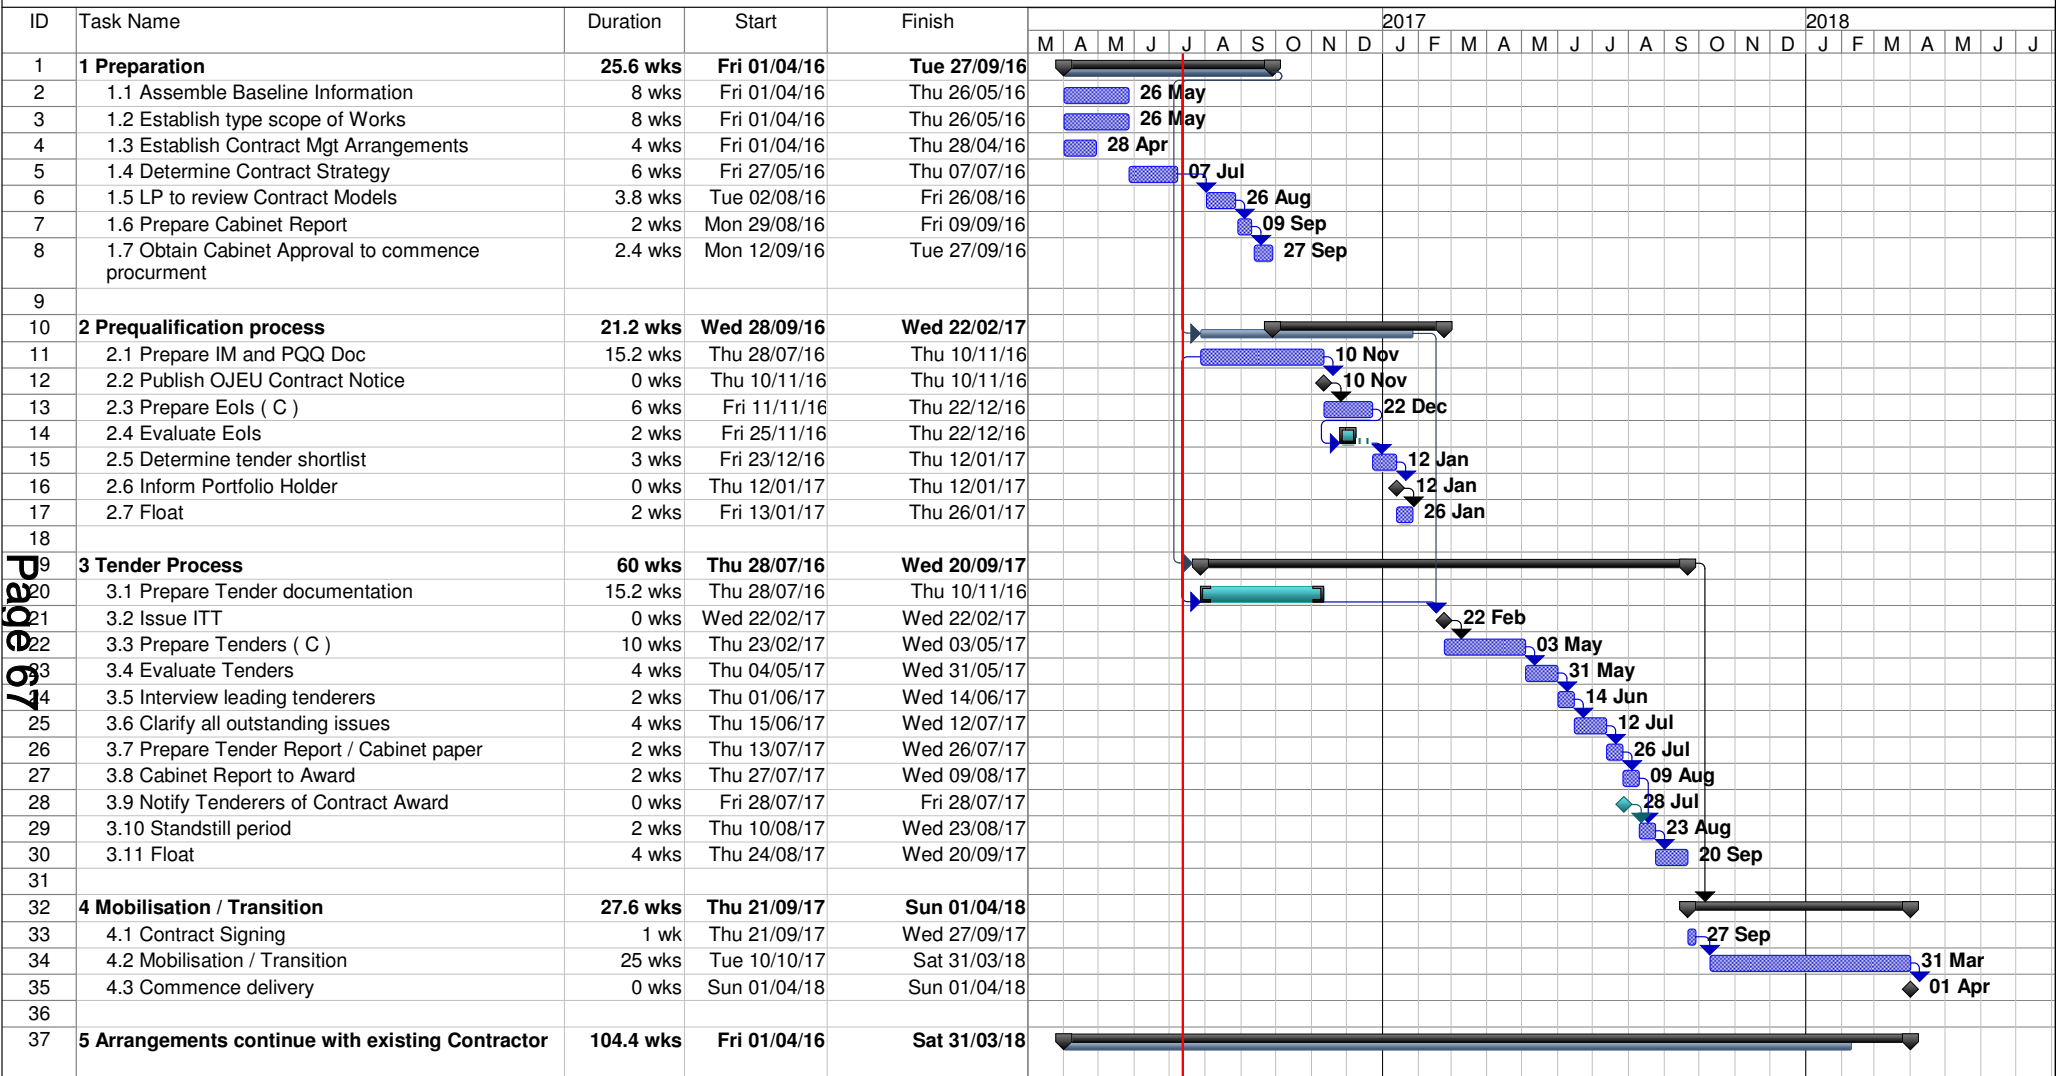 ID Task Name Duration Start Finish 2017 2018
M A M J J A S O N D J F M A M J J A S O N D J F M A M J J
1 1 Preparation 25.6 wks Fri 01/04/16 Tue 27/09/16
2 1.1 Assemble Baseline Information 8 wks Fri 01/04/16 Thu 26/05/16 26 May
3 1.2 Establish type scope of Works 8 wks Fri 01/04/16 Thu 26/05/16 26 May
4 1.3 Establish Contract Mgt Arrangements 4 wks Fri 01/04/16 Thu 28/04/16 28 Apr
5 1.4 Determine Contract Strategy 6 wks Fri 27/05/16 Thu 07/07/16 07 Jul
6 1.5 LP to review Contract Models 3.8 wks Tue 02/08/16 Fri 26/08/16 26 Aug
7 1.6 Prepare Cabinet Report 2 wks Mon 29/08/16 Fri 09/09/16 09 Sep
8 1.7 Obtain Cabinet Approval to commence 2.4 wks Mon 12/09/16 Tue 27/09/16 27 Sep
procurment
9
10 2 Prequalification process 21.2 wks Wed 28/09/16 Wed 22/02/17
11 2.1 Prepare IM and PQQ Doc 15.2 wks Thu 28/07/16 Thu 10/11/16 10 Nov
12 2.2 Publish OJEU Contract Notice 0 wks Thu 10/11/16 Thu 10/11/16 10 Nov
13 2.3 Prepare EoIs ( C ) 6 wks Fri 11/11/16 Thu 22/12/16 22 Dec
14 2.4 Evaluate EoIs 2 wks Fri 25/11/16 Thu 22/12/16
15 2.5 Determine tender shortlist 3 wks Fri 23/12/16 Thu 12/01/17 12 Jan
16 2.6 Inform Portfolio Holder 0 wks Thu 12/01/17 Thu 12/01/17 12 Jan
17 2.7 Float 2 wks Fri 13/01/17 Thu 26/01/17 26 Jan
18
19 3 Tender Process 60 wks Thu 28/07/16 Wed 20/09/17
20 3.1 Prepare Tender documentation 15.2 wks Thu 28/07/16 Thu 10/11/16
21 3.2 Issue ITT 0 wks Wed 22/02/17 Wed 22/02/17 22 Feb
22 3.3 Prepare Tenders ( C ) 10 wks Thu 23/02/17 Wed 03/05/17 03 May
23 3.4 Evaluate Tenders 4 wks Thu 04/05/17 Wed 31/05/17 31 May
24 3.5 Interview leading tenderers 2 wks Thu 01/06/17 Wed 14/06/17 14 Jun
25 3.6 Clarify all outstanding issues 4 wks Thu 15/06/17 Wed 12/07/17 12 Jul
26 3.7 Prepare Tender Report / Cabinet paper 2 wks Thu 13/07/17 Wed 26/07/17 26 Jul
27 3.8 Cabinet Report to Award 2 wks Thu 27/07/17 Wed 09/08/17 09 Aug
28 3.9 Notify Tenderers of Contract Award 0 wks Fri 28/07/17 Fri 28/07/17 28 Jul
29 3.10 Standstill period 2 wks Thu 10/08/17 Wed 23/08/17 23 Aug
30 3.11 Float 4 wks Thu 24/08/17 Wed 20/09/17 20 Sep
31
32 4 Mobilisation / Transition 27.6 wks Thu 21/09/17 Sun 01/04/18
33 4.1 Contract Signing 1 wk Thu 21/09/17 Wed 27/09/17 27 Sep
34 4.2 Mobilisation / Transition 25 wks Tue 10/10/17 Sat 31/03/18 31 Mar
35 4.3 Commence delivery 0 wks Sun 01/04/18 Sun 01/04/18 01 Apr
36
37 5 Arrangements continue with existing Contractor 104.4 wks Fri 01/04/16 Sat 31/03/18
Page 67